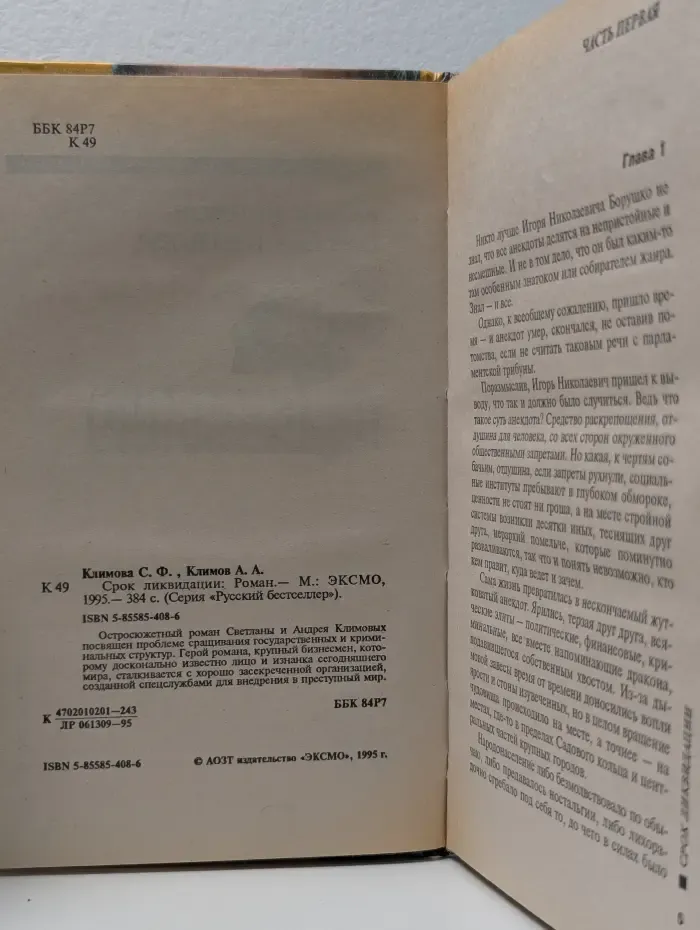 ББК 84Р7
К 49
Климова С. Ф. , Климов А. А.
К 49 Срок ликвидации: Роман.— М.: ЭКСМО,
1995.— 384 с. (Серия «Русский бестселлер»).
ISBN 5-85585-408-6
Остросюжетный роман Светланы и Андрея Климовых
посвящен проблеме сращивания государственных и крими-
нальных структур. Герой романа, крупный бизнесмен, кото-
рому досконально известно лицо и изнанка сегодняшнего
мира, сталкивается с хорошо засекреченной организацией,
созданной спецслужбами для внедрения в преступный мир.
К 4702010201—243
ЛР 061309—95
ББК 84Р7
ISBN 5-85585-408-6
© АОЗТ издательство «ЭКСМО», 1995 г.
ЧАСТЬ ПЕРВАЯ
Глава 1
Никто лучше Игоря Николаевича Борушко не
знал, что все анекдоты делятся на непристойные и
несмешные. И не в том дело, что он был каким-то
там особенным знатоком или собирателем жанра.
Знал — и все.
Однако, к всеобщему сожалению, пришло вре-
мя — и анекдот умер, скончался, не оставив по-
томства, если не считать таковым речи с парла-
ментской трибуны.
Поразмыслив, Игорь Николаевич пришел к вы-
воду, что так и должно было случиться. Ведь что
такое суть анекдота? Средство раскрепощения, от-
душина для человека, со всех сторон окруженного
общественными запретами. Но какая, к чертям со-
бачьим, отдушина, если запреты рухнули, социаль-
ные институты пребывают в глубоком обмороке,
ценности не стоят ни гроша, а на месте стройной
системы возникли десятки иных, теснящих друг
друга, иерархий помельче, которые поминутно
разваливаются, так что и понять невозможно, кто
кем правит, куда ведет и зачем.
Сама жизнь превратилась в нескончаемый жут-
коватый анекдот. Ярились, терзая друг друга, вся-
ческие элиты — политические, финансовые, кри-
минальные, все вместе напоминающие дракона,
подавившегося собственным хвостом. Из-за ды-
мовой завесы время от времени доносились вопли
ярости и стоны изувеченных, но в целом вращение
чудовища происходило на месте, а точнее — на
местах, где-то в пределах Садового кольца и цент-
ральных частей крупных городов.
Народонаселение либо безмолвствовало по обы-
чаю, либо предавалось ностальгии, либо лихора-
дочно сгребало под себя то, до чего в силах было
СРОК ЛИКВИДАЦИИ